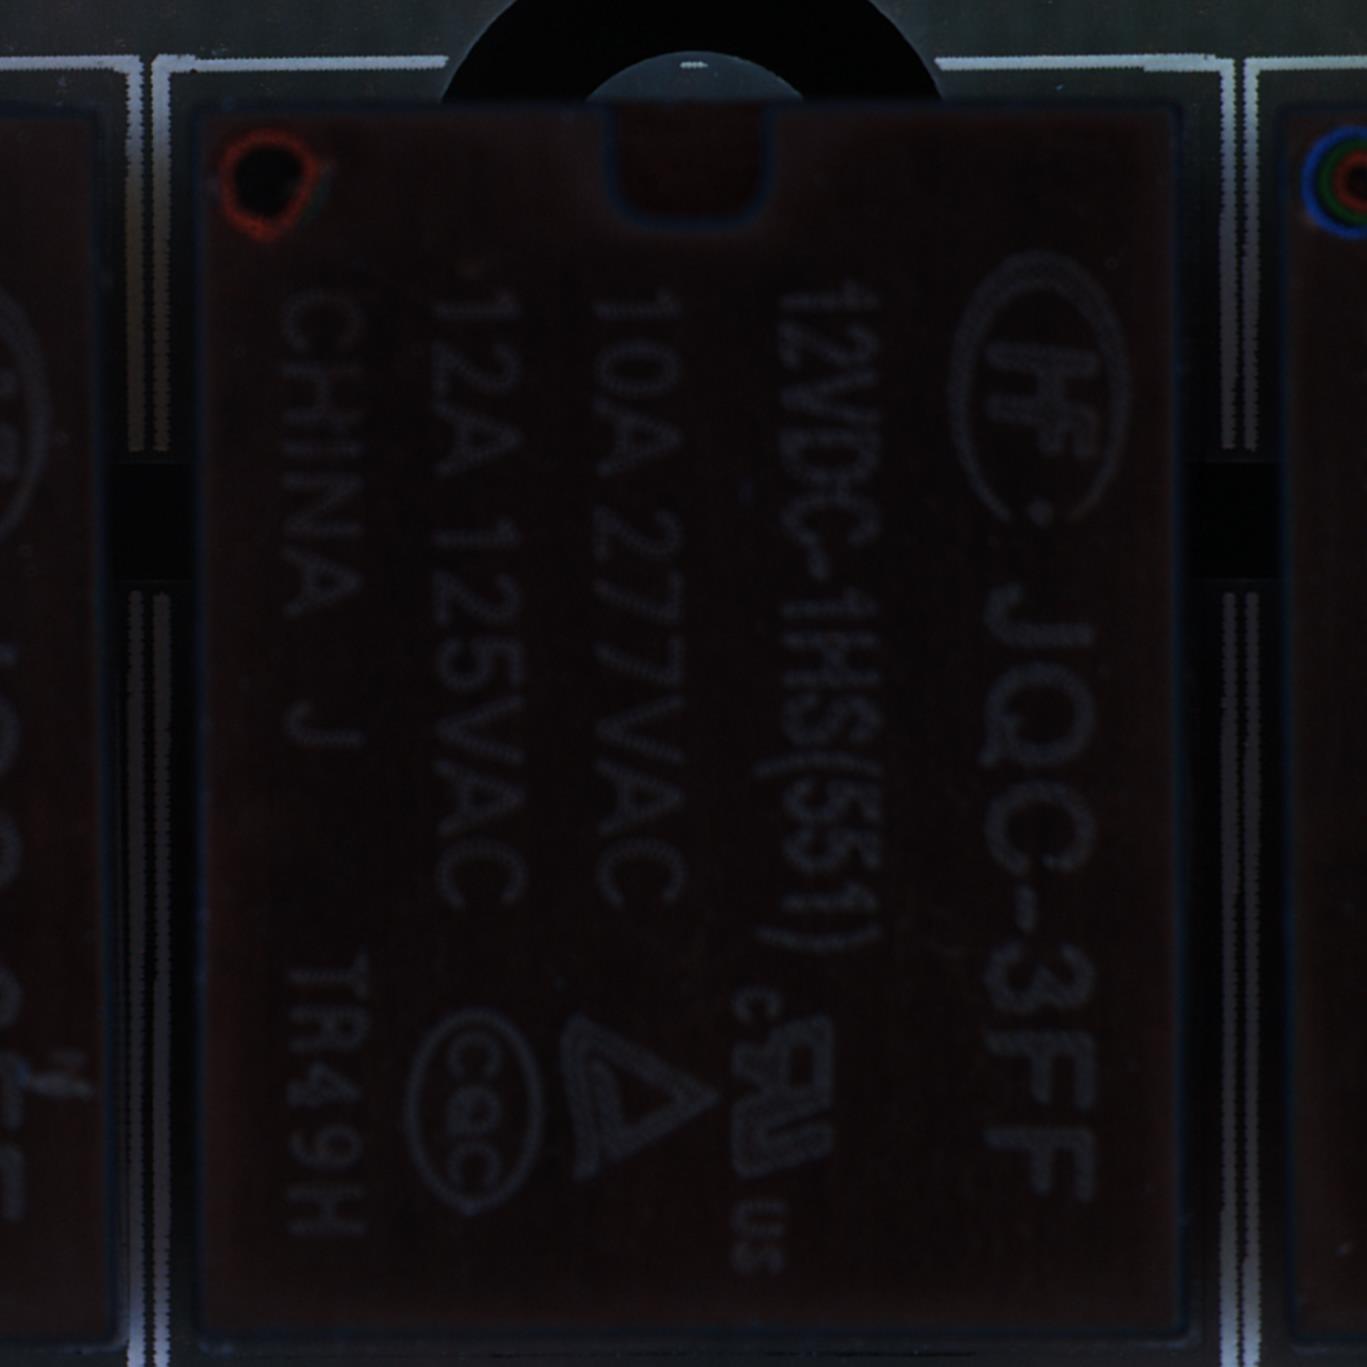 HF JQC-3FF
12VDC-1HS(551)
10A 277VAC
12A 125VAC
CHINA J TR49H
c US
CQC